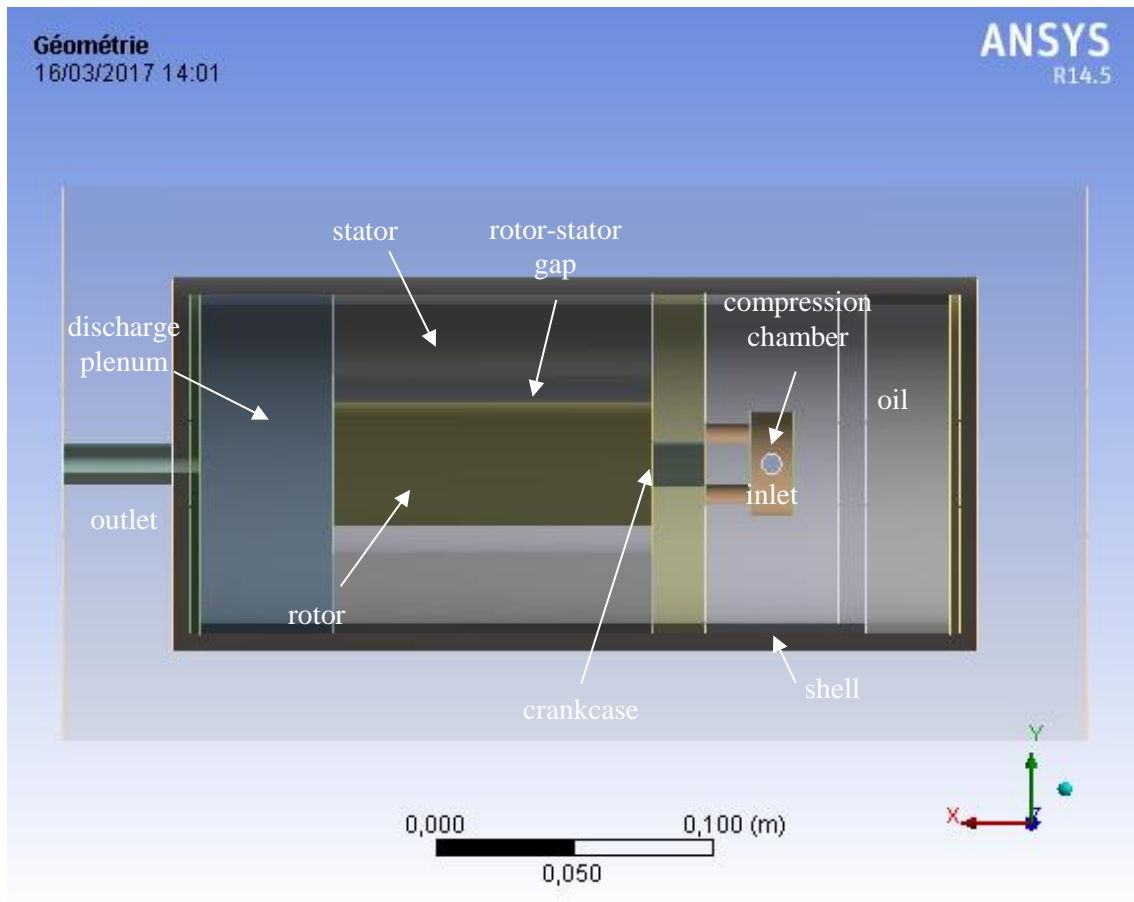 Géométrie
16/03/2017 14:01
ANSYS
R14.5
stator
rotor-stator
gap
compression
chamber
discharge
plenum
oil
inlet
outlet
rotor
shell
crankcase
Y
X
Z
0,000
0,100 (m)
0,050